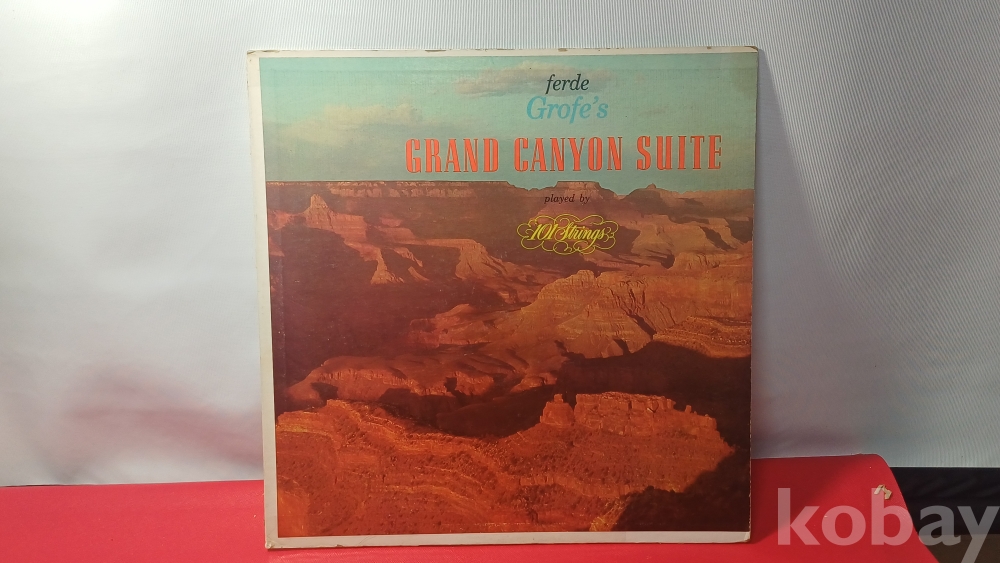 ferde
Grofe's
GRAND CANYON SUITE
played by
101 Strings
kobay